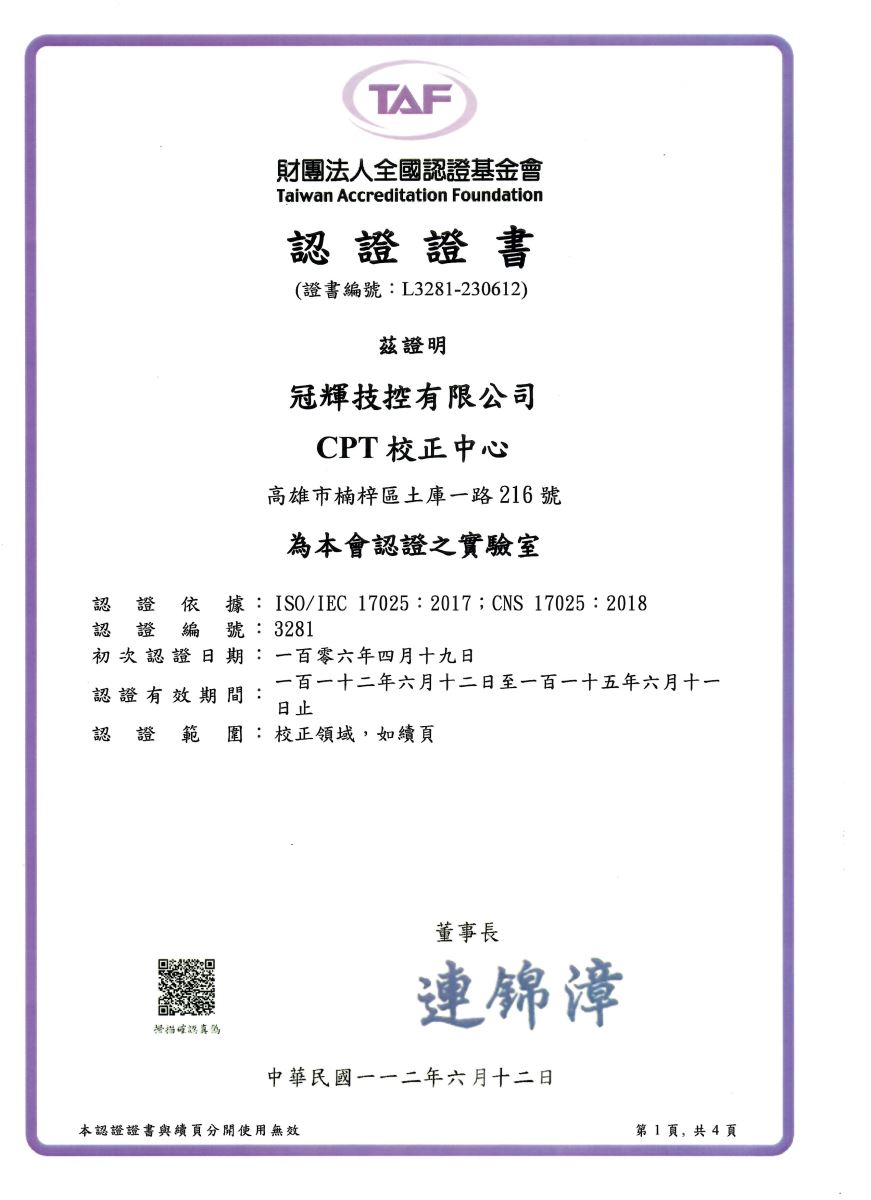 TAF
財團法人全國認證基金會
Taiwan Accreditation Foundation
認證證書
(證書編號：L3281-230612)
茲證明
冠輝技控有限公司
CPT 校正中心
高雄市楠梓區土庫一路 216 號
為本會認證之實驗室
認證依據：ISO/IEC 17025：2017；CNS 17025：2018
認證編號：3281
初次認證日期：一百零六年四月十九日
認證有效期間：一百一十二年六月十二日至一百一十五年六月十一
日止
認證範圍：校正領域，如續頁
董事長
連錦漳
掃描確認真偽
中華民國一一二年六月十二日
本認證證書與續頁分開使用無效
第 1 頁, 共 4 頁